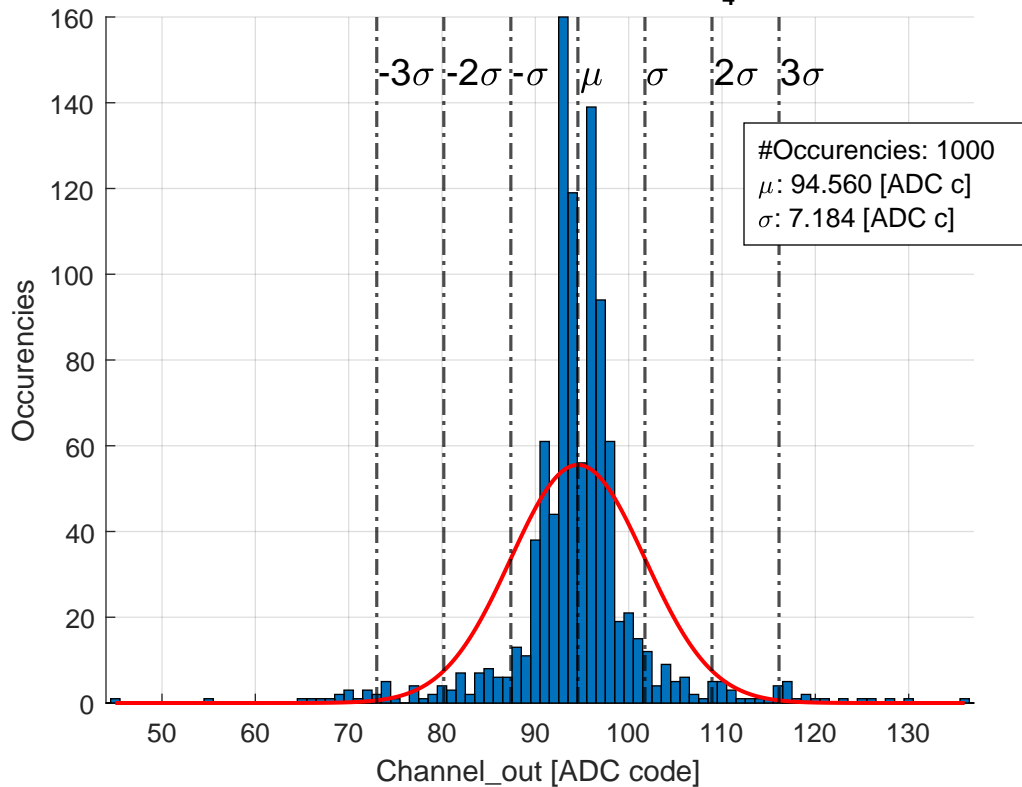 4
160
140
120
100
80
60
40
20
0
-3σ -2σ -σ μ σ 2σ 3σ
#Occurencies: 1000
μ: 94.560 [ADC c]
σ: 7.184 [ADC c]
Occurencies
50 60 70 80 90 100 110 120 130
Channel_out [ADC code]